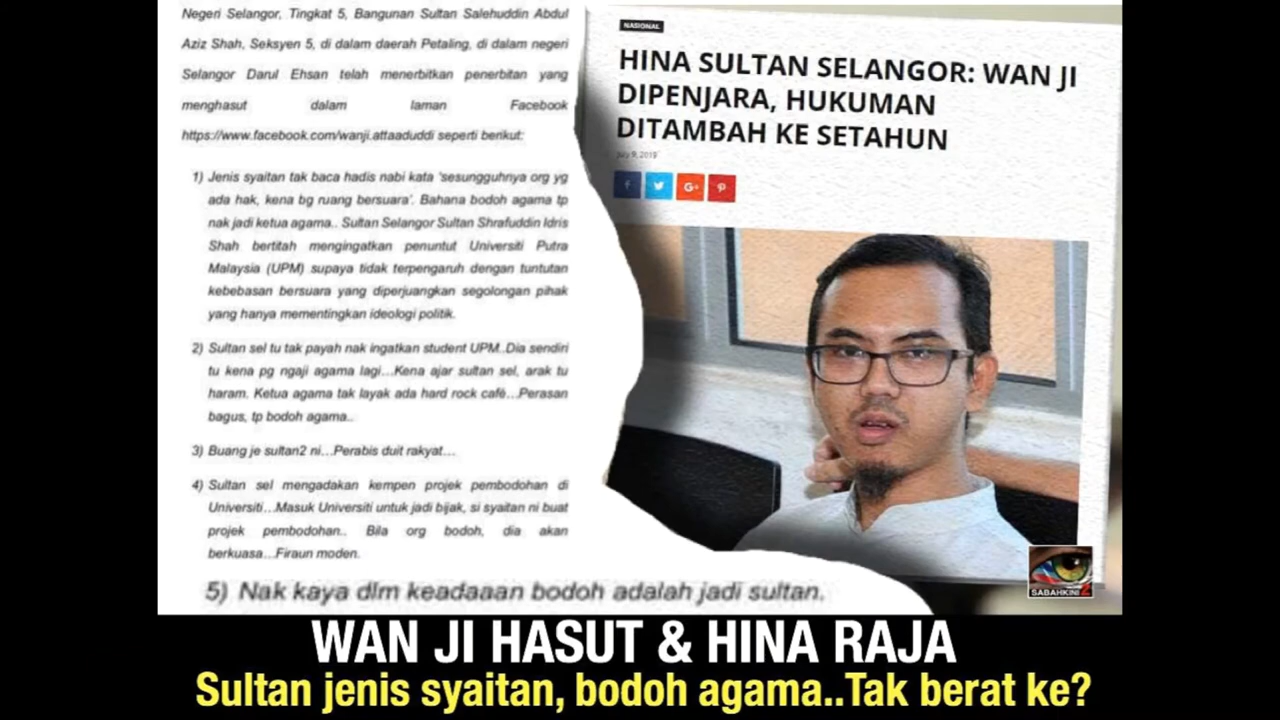 Negeri Selangor, Tingkat 5, Bangunan Sultan Salehuddin Abdul
Aziz Shah, Seksyen 5, di dalam daerah Petaling, di dalam negeri
Selangor Darul Ehsan telah menerbitkan penerbitan yang
menghasut dalam laman Facebook
https://www.facebook.com/wanji.attaaduddi seperti berikut:
1) Jenis syaitan tak baca hadis nabi kata 'sesungguhnya org yg
ada hak, kena bg ruang bersuara'. Bahana bodoh agama tp
nak jadi ketua agama.. Sultan Selangor Sultan Shrafuddin Idris
Shah bertitah mengingatkan penuntut Universiti Putra
Malaysia (UPM) supaya tidak terpengaruh dengan tuntutan
kebebasan bersuara yang diperjuangkan segolongan pihak
yang hanya mementingkan ideologi politik.
2) Sultan sel tu tak payah nak ingatkan student UPM..Dia sendiri
tu kena pg ngaji agama lagi...Kena ajar sultan sel, arak tu
haram. Ketua agama tak layak ada hard rock café...Perasan
bagus, tp bodoh agama..
3) Buang je sultan2 ni...Perabis duit rakyat...
4) Sultan sel mengadakan kempen projek pembodohan di
Universiti...Masuk Universiti untuk jadi bijak, si syaitan ni buat
projek pembodohan.. Bila org bodoh, dia akan
berkuasa...Firaun moden.
5) Nak kaya dlm keadaaan bodoh adalah jadi sultan.
NASIONAL
HINA SULTAN SELANGOR: WAN JI
DIPENJARA, HUKUMAN
DITAMBAH KE SETAHUN
July 9, 2019
f
G+
SABAHKINI2
WAN JI HASUT & HINA RAJA
Sultan jenis syaitan, bodoh agama..Tak berat ke?